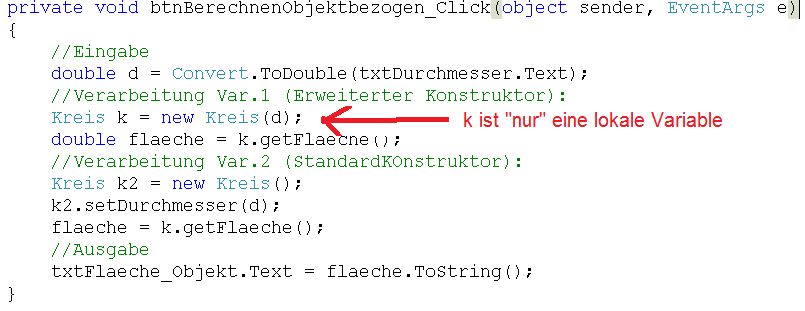 private void btnBerechnenObjektbezogen_Click(object sender, EventArgs e)
{
//Eingabe
double d = Convert.ToDouble(txtDurchmesser.Text);
//Verarbeitung Var.1 (Erweiterter Konstruktor):
Kreis k = new Kreis(d);
k ist "nur" eine lokale Variable
double flaeche = k.getFlaeche();
//Verarbeitung Var.2 (StandardKOnstruktor):
Kreis k2 = new Kreis();
k2.setDurchmesser(d);
flaeche = k.getFlaeche();
//Ausgabe
txtFlaeche_Objekt.Text = flaeche.ToString();
}